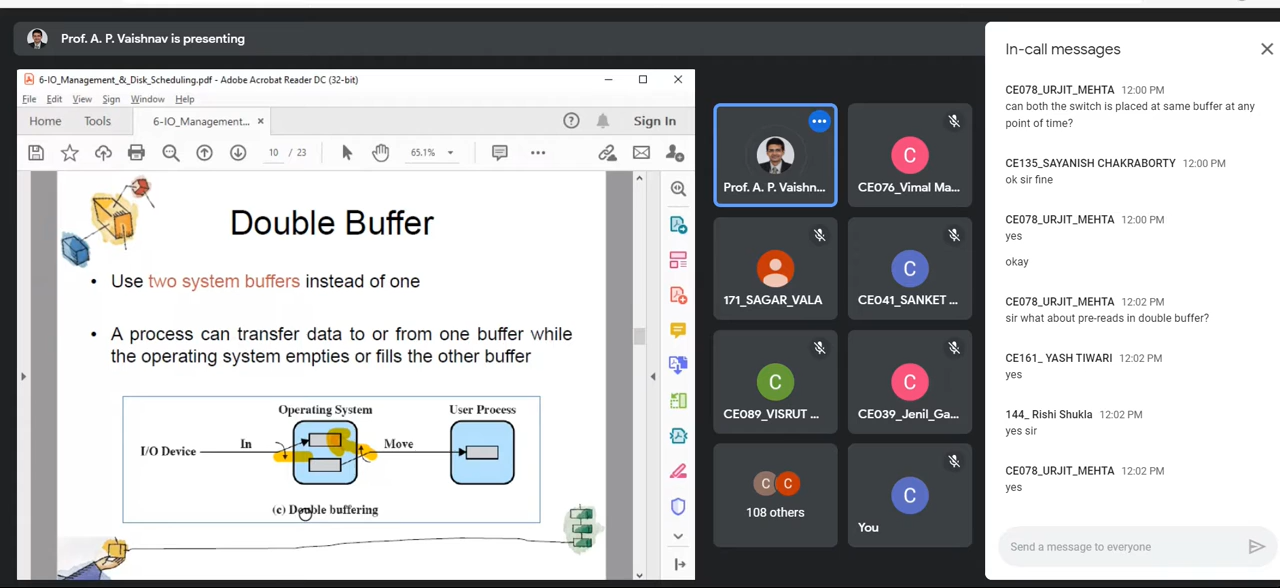 Prof. A. P. Vaishnav is presenting
6-IO_Management_&_Disk_Scheduling.pdf - Adobe Acrobat Reader DC (32-bit)
File Edit View Sign Window Help
Home Tools 6-IO_Management... × Sign In
10 / 23 65.1%
Double Buffer
• Use two system buffers instead of one
• A process can transfer data to or from one buffer while
the operating system empties or fills the other buffer
Operating System User Process
I/O Device In Move
(c) Double buffering
Prof. A. P. Vaishn...
C
CE076_Vimal Ma...
171_SAGAR_VALA
C
CE041_SANKET ...
C
CE089_VISRUT ...
C
CE039_Jenil_Ga...
C C
108 others
C
You
In-call messages
CE078_URJIT_MEHTA 12:00 PM
can both the switch is placed at same buffer at any
point of time?
CE135_SAYANISH CHAKRABORTY 12:00 PM
ok sir fine
CE078_URJIT_MEHTA 12:00 PM
yes
okay
CE078_URJIT_MEHTA 12:02 PM
sir what about pre-reads in double buffer?
CE161_ YASH TIWARI 12:02 PM
yes
144_ Rishi Shukla 12:02 PM
yes sir
CE078_URJIT_MEHTA 12:02 PM
yes
Send a message to everyone